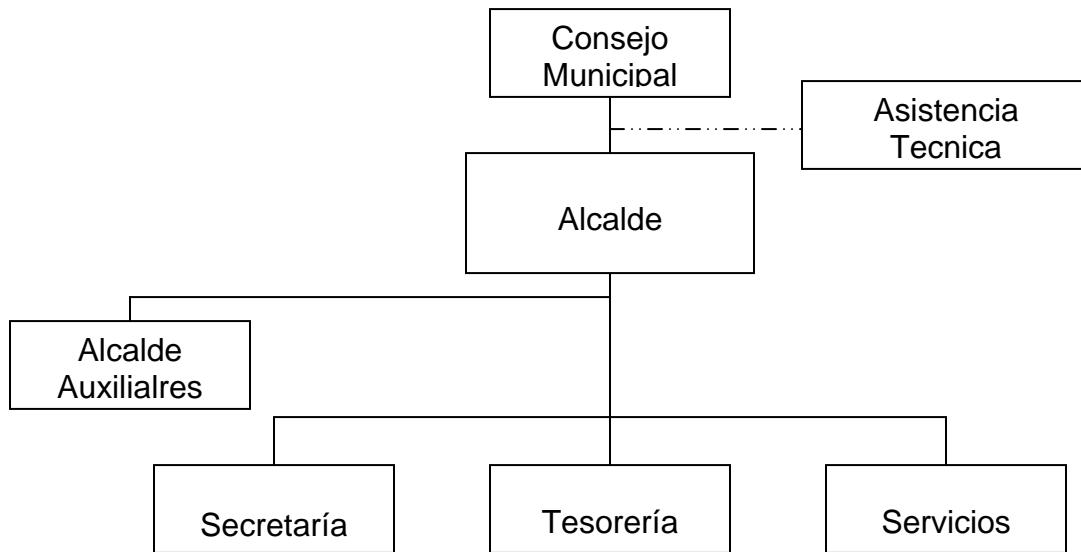 Consejo
Municipal
Asistencia
Tecnica
Alcalde
Alcalde
Auxilialres
Secretaría
Tesorería
Servicios